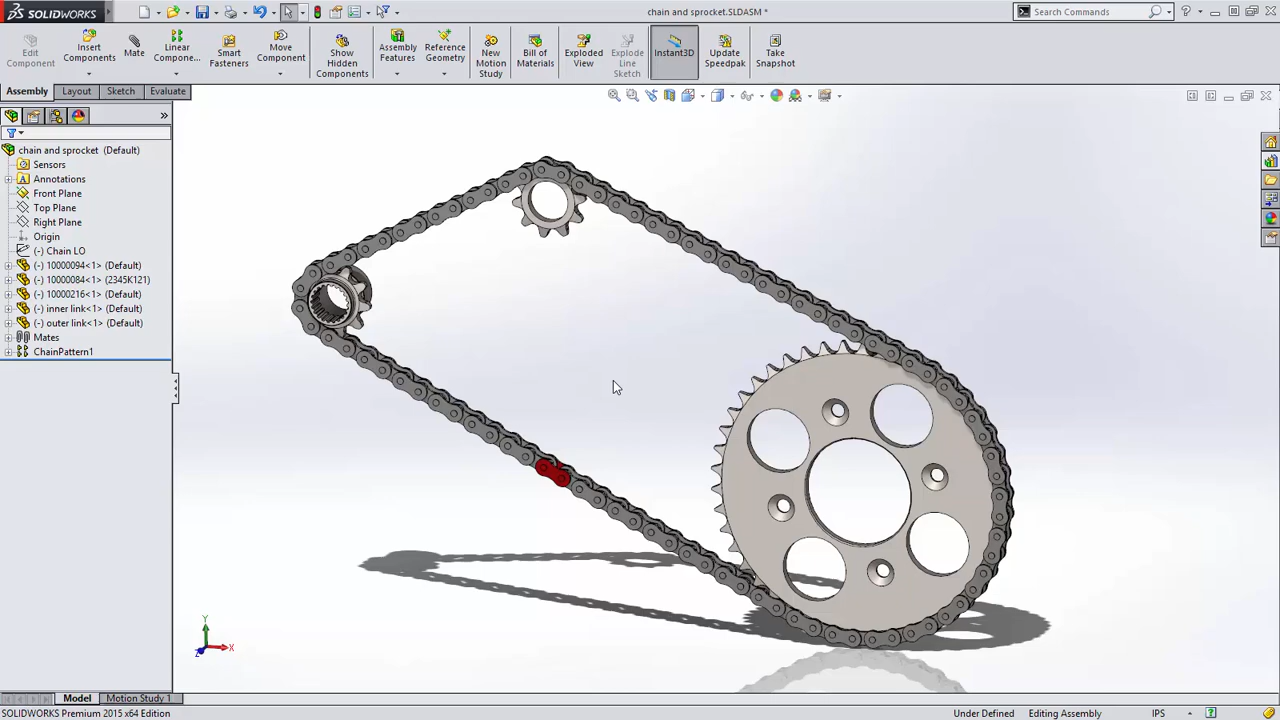 SOLIDWORKS
chain and sprocket.SLDASM *
Search Commands
Edit
Component
Insert
Components
Mate
Linear
Compone...
Smart
Fasteners
Move
Component
Show
Hidden
Components
Assembly
Features
Reference
Geometry
New
Motion
Study
Bill of
Materials
Exploded
View
Explode
Line
Sketch
Instant3D
Update
Speedpak
Take
Snapshot
Assembly
Layout
Sketch
Evaluate
chain and sprocket (Default)
Sensors
Annotations
Front Plane
Top Plane
Right Plane
Origin
(-) Chain LO
(-) 10000094<1> (Default)
(-) 10000084<1> (2345K121)
(-) 10000216<1> (Default)
(-) inner link<1> (Default)
(-) outer link<1> (Default)
Mates
ChainPattern1
Y
X
Z
Model
Motion Study 1
SOLIDWORKS Premium 2015 x64 Edition
Under Defined
Editing Assembly
IPS